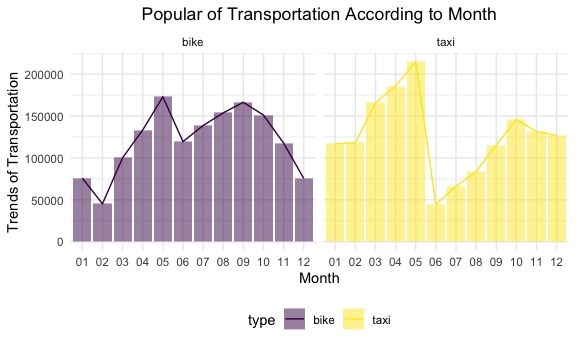 Popular of Transportation According to Month
bike taxi
Trends of Transportation
200000
150000
100000
50000
0
01 02 03 04 05 06 07 08 09 10 11 12 01 02 03 04 05 06 07 08 09 10 11 12
Month
type bike taxi